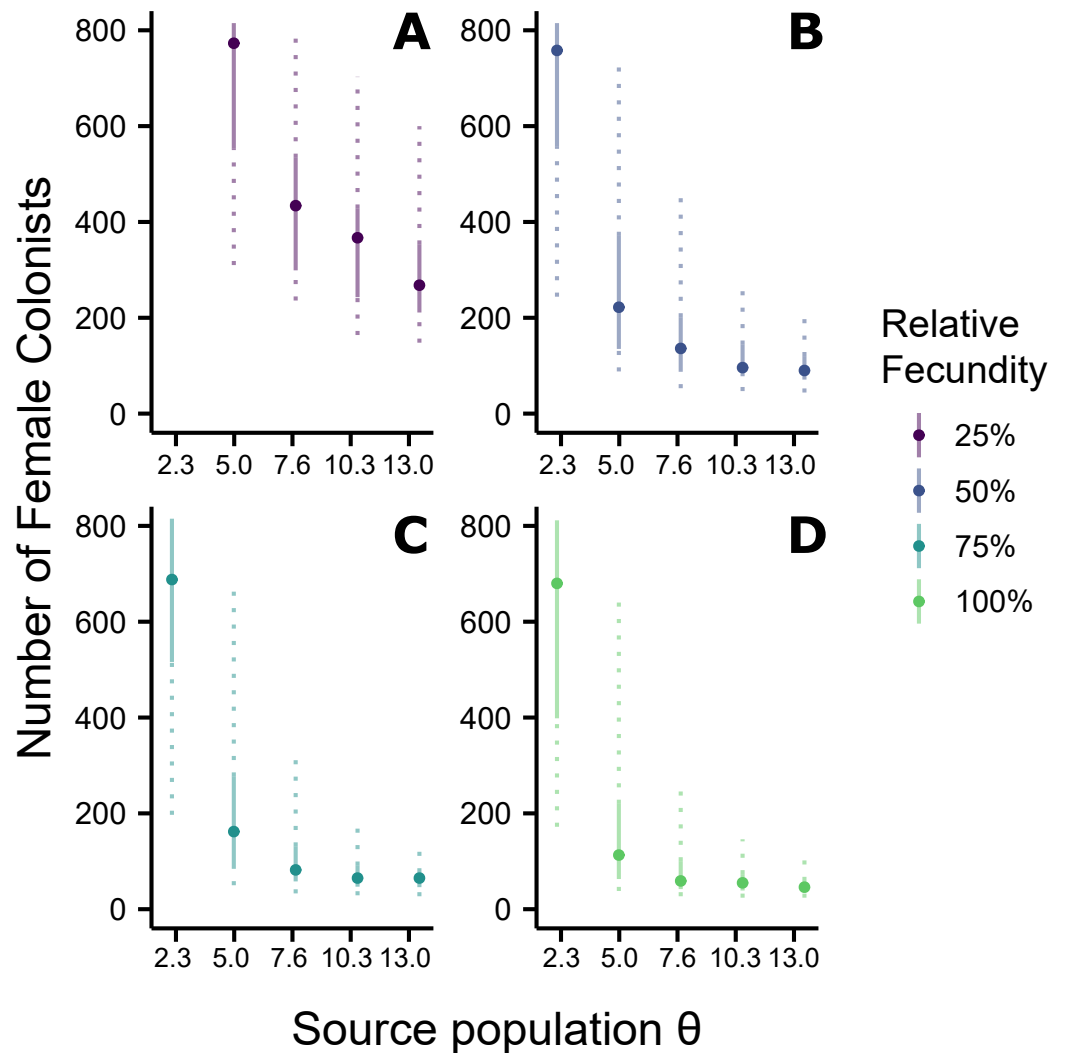 Number of Female Colonists
A
800
600
400
200
0
2.3 5.0 7.6 10.3 13.0
B
800
600
400
200
0
2.3 5.0 7.6 10.3 13.0
C
800
600
400
200
0
2.3 5.0 7.6 10.3 13.0
D
800
600
400
200
0
2.3 5.0 7.6 10.3 13.0
Source population θ
Relative
Fecundity
25%
50%
75%
100%